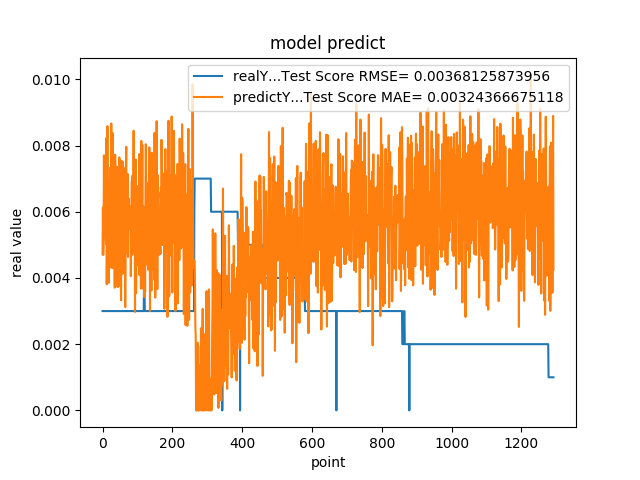 model predict
realY...Test Score RMSE= 0.00368125873956
predictY...Test Score MAE= 0.00324366675118
0.010
0.008
0.006
0.004
0.002
0.000
real value
0 200 400 600 800 1000 1200
point